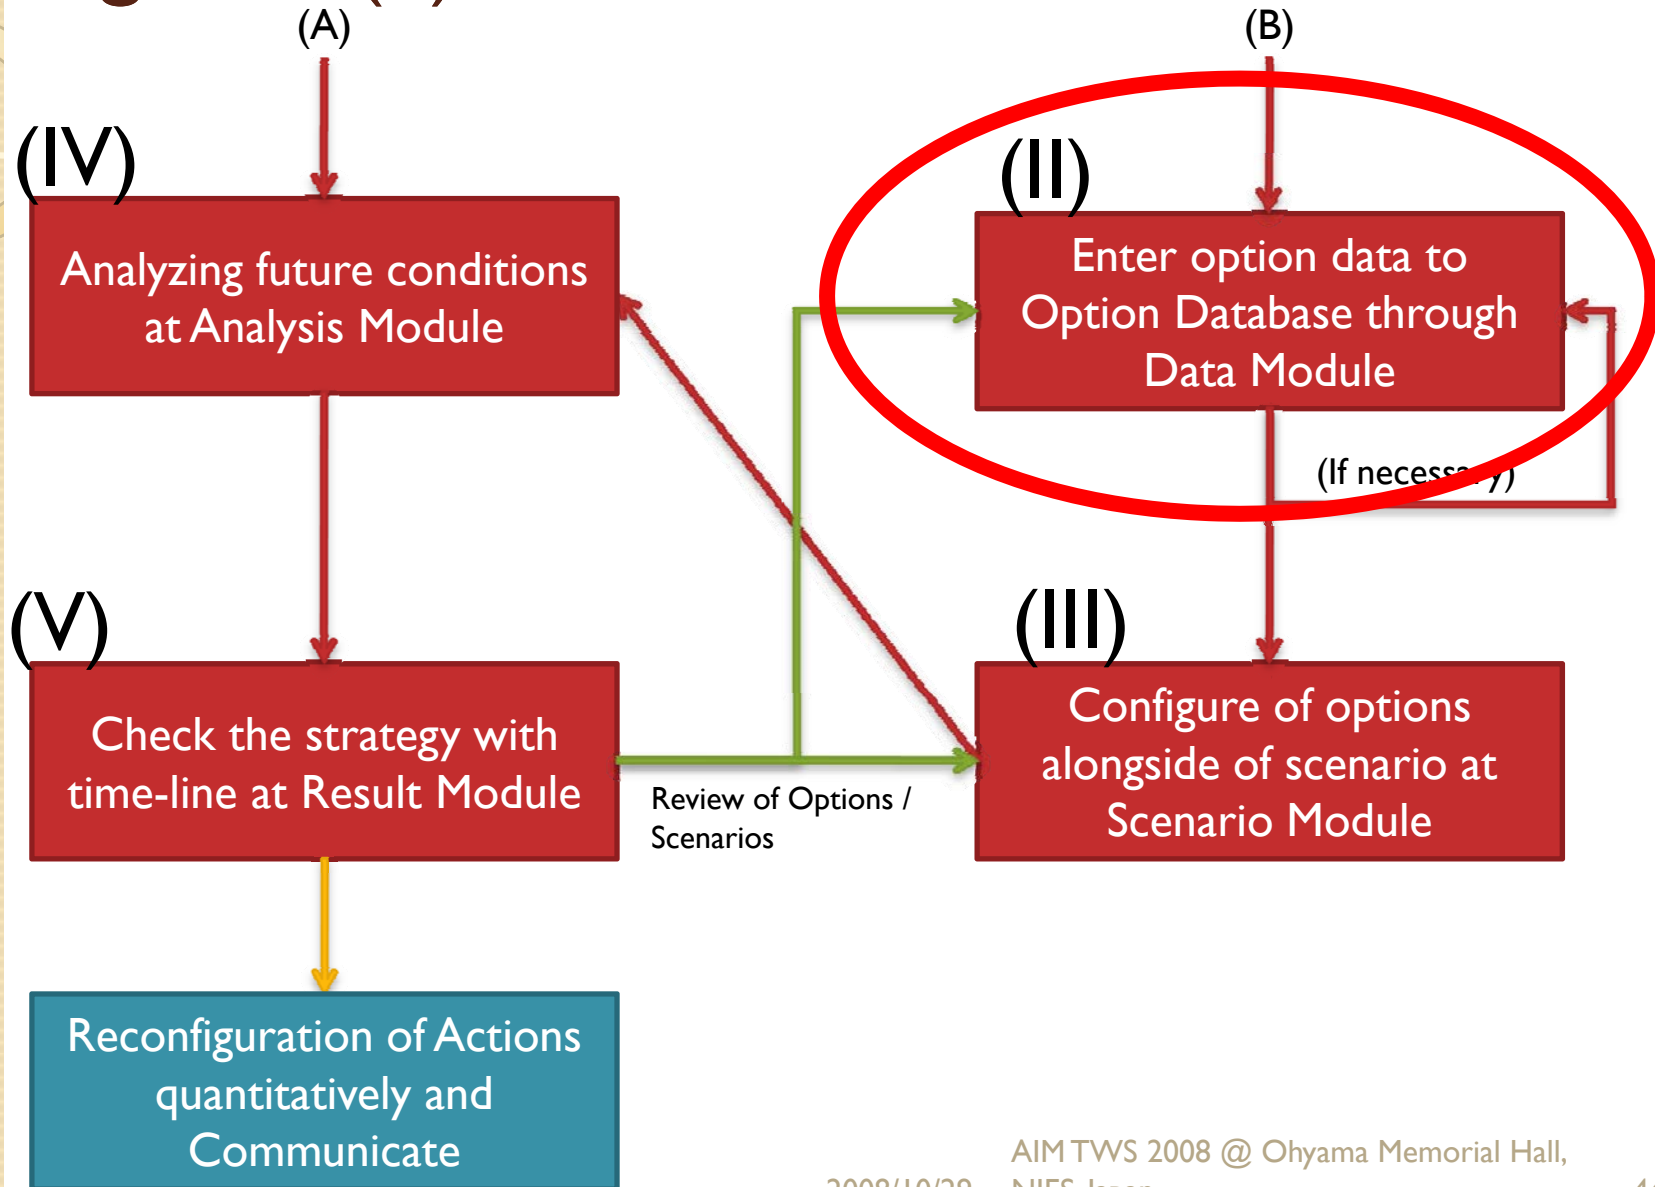 (A)
(B)
(IV)
Analyzing future conditions
at Analysis Module
(II)
Enter option data to
Option Database through
Data Module
(If necessary)
(V)
Check the strategy with
time-line at Result Module
Review of Options /
Scenarios
(III)
Configure of options
alongside of scenario at
Scenario Module
Reconfiguration of Actions
quantitatively and
Communicate
AIM TWS 2008 @ Ohyama Memorial Hall,